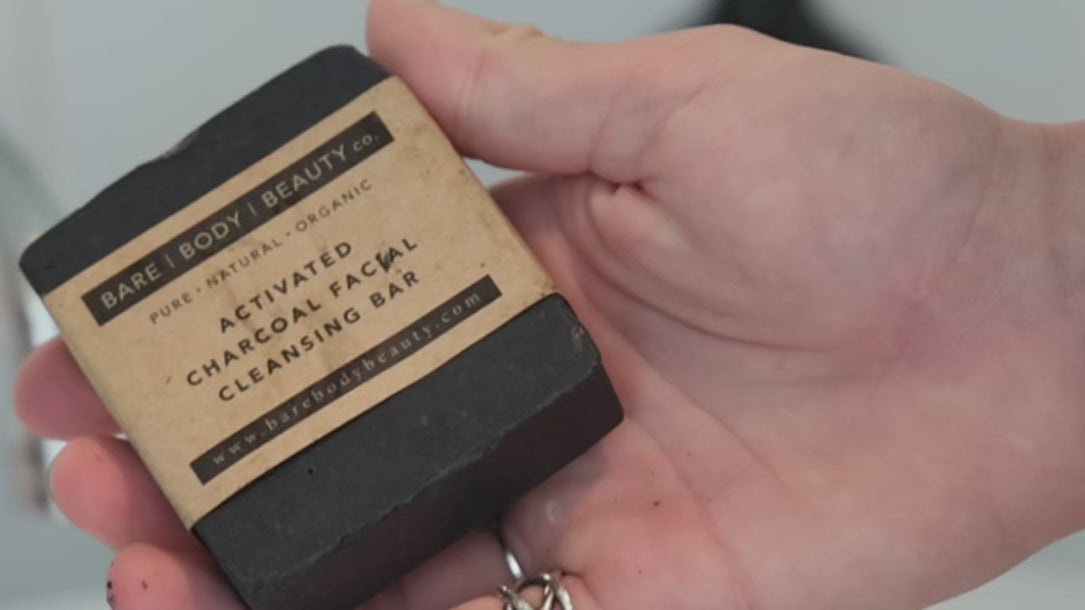 BARE | BODY | BEAUTY co.
PURE · NATURAL · ORGANIC
ACTIVATED
CHARCOAL FACIAL
CLEANSING BAR
www.barebodybeauty.com